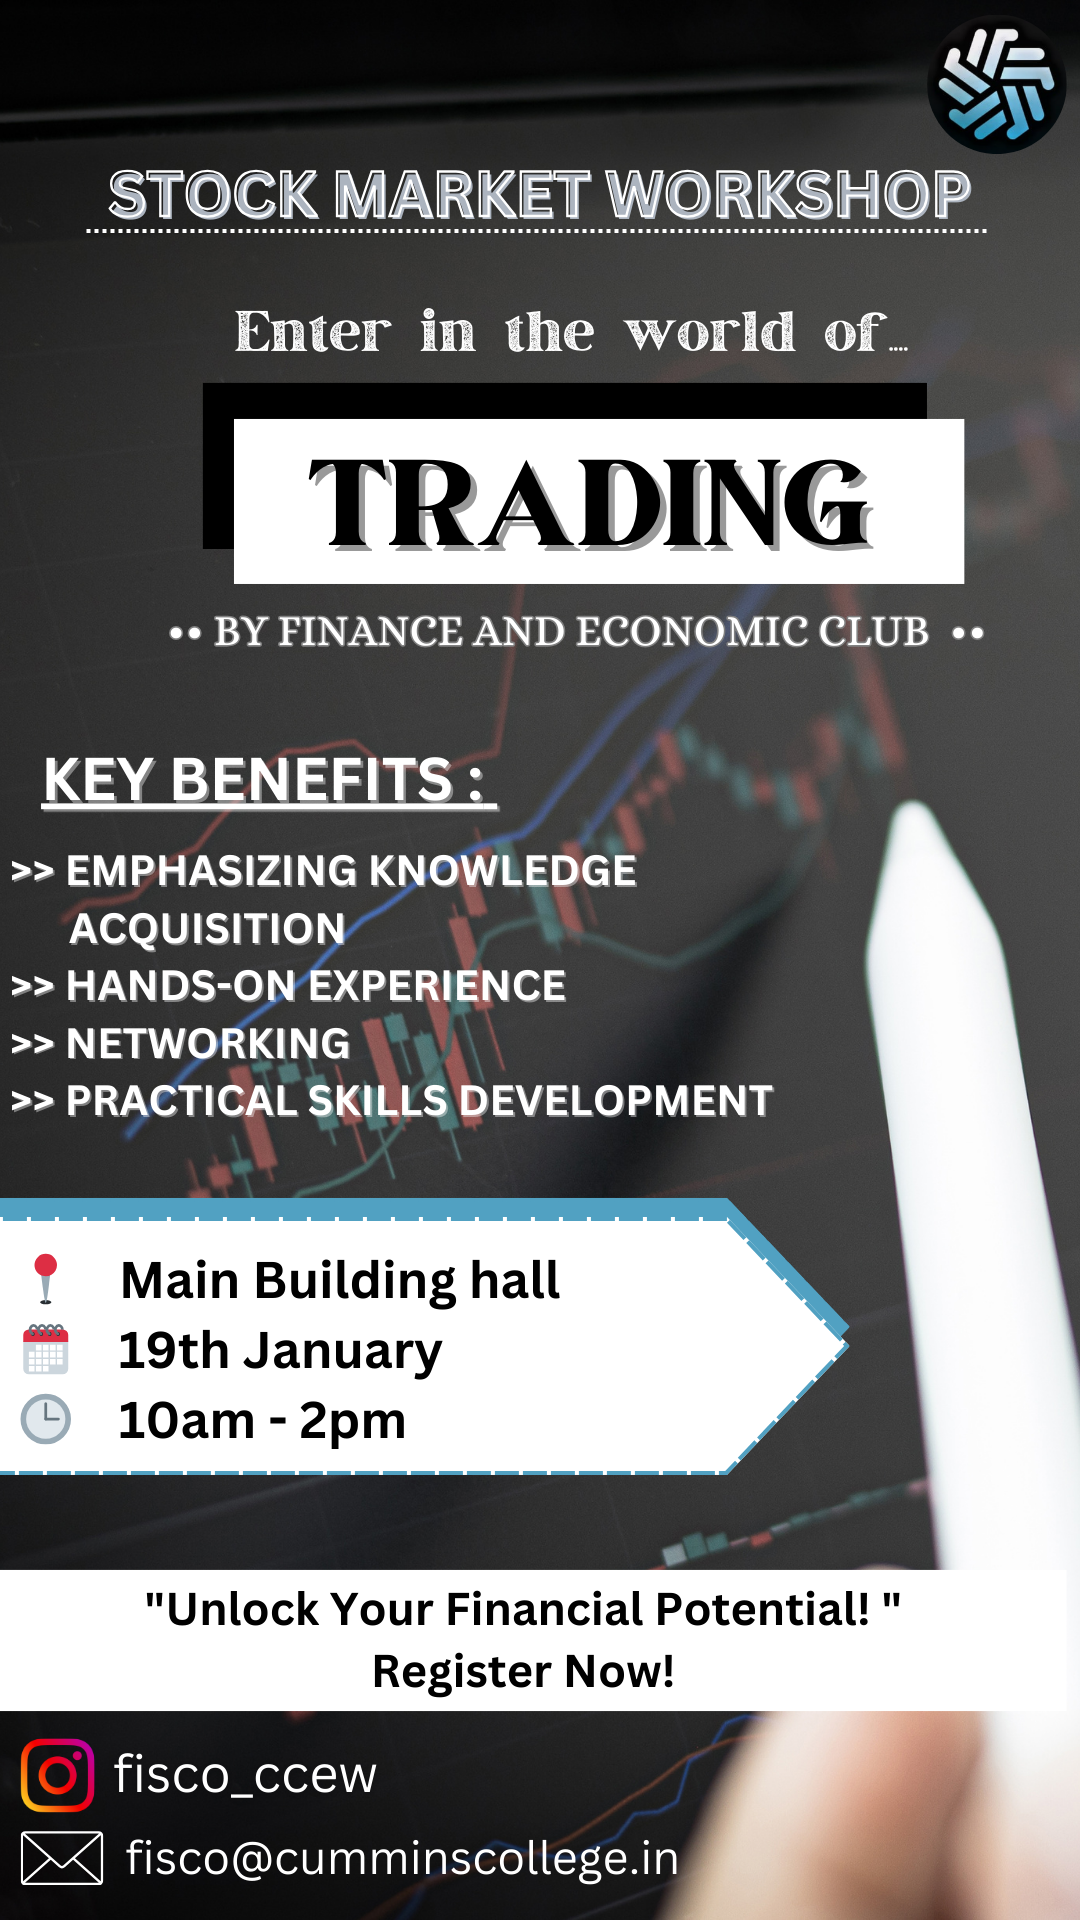 STOCK MARKET WORKSHOP
Enter in the world of....
TRADING
•• BY FINANCE AND ECONOMIC CLUB ••
KEY BENEFITS :
>> EMPHASIZING KNOWLEDGE
ACQUISITION
>> HANDS-ON EXPERIENCE
>> NETWORKING
>> PRACTICAL SKILLS DEVELOPMENT
Main Building hall
19th January
10am - 2pm
"Unlock Your Financial Potential! "
Register Now!
fisco_ccew
fisco@cumminscollege.in